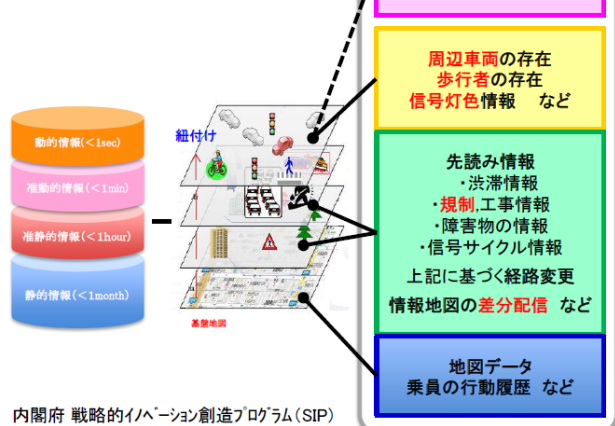 周辺車両の存在
歩行者の存在
信号灯色情報 など
紐付け
動的情報(<1sec)
准動的情報(<1min)
准静的情報(<1hour)
静的情報(<1month)
先読み情報
・渋滞情報
・規制,工事情報
・障害物の情報
・信号サイクル情報
上記に基づく経路変更
情報地図の差分配信 など
基盤地図
地図データ
乗員の行動履歴 など
内閣府 戦略的イノベーション創造プログラム(SIP)